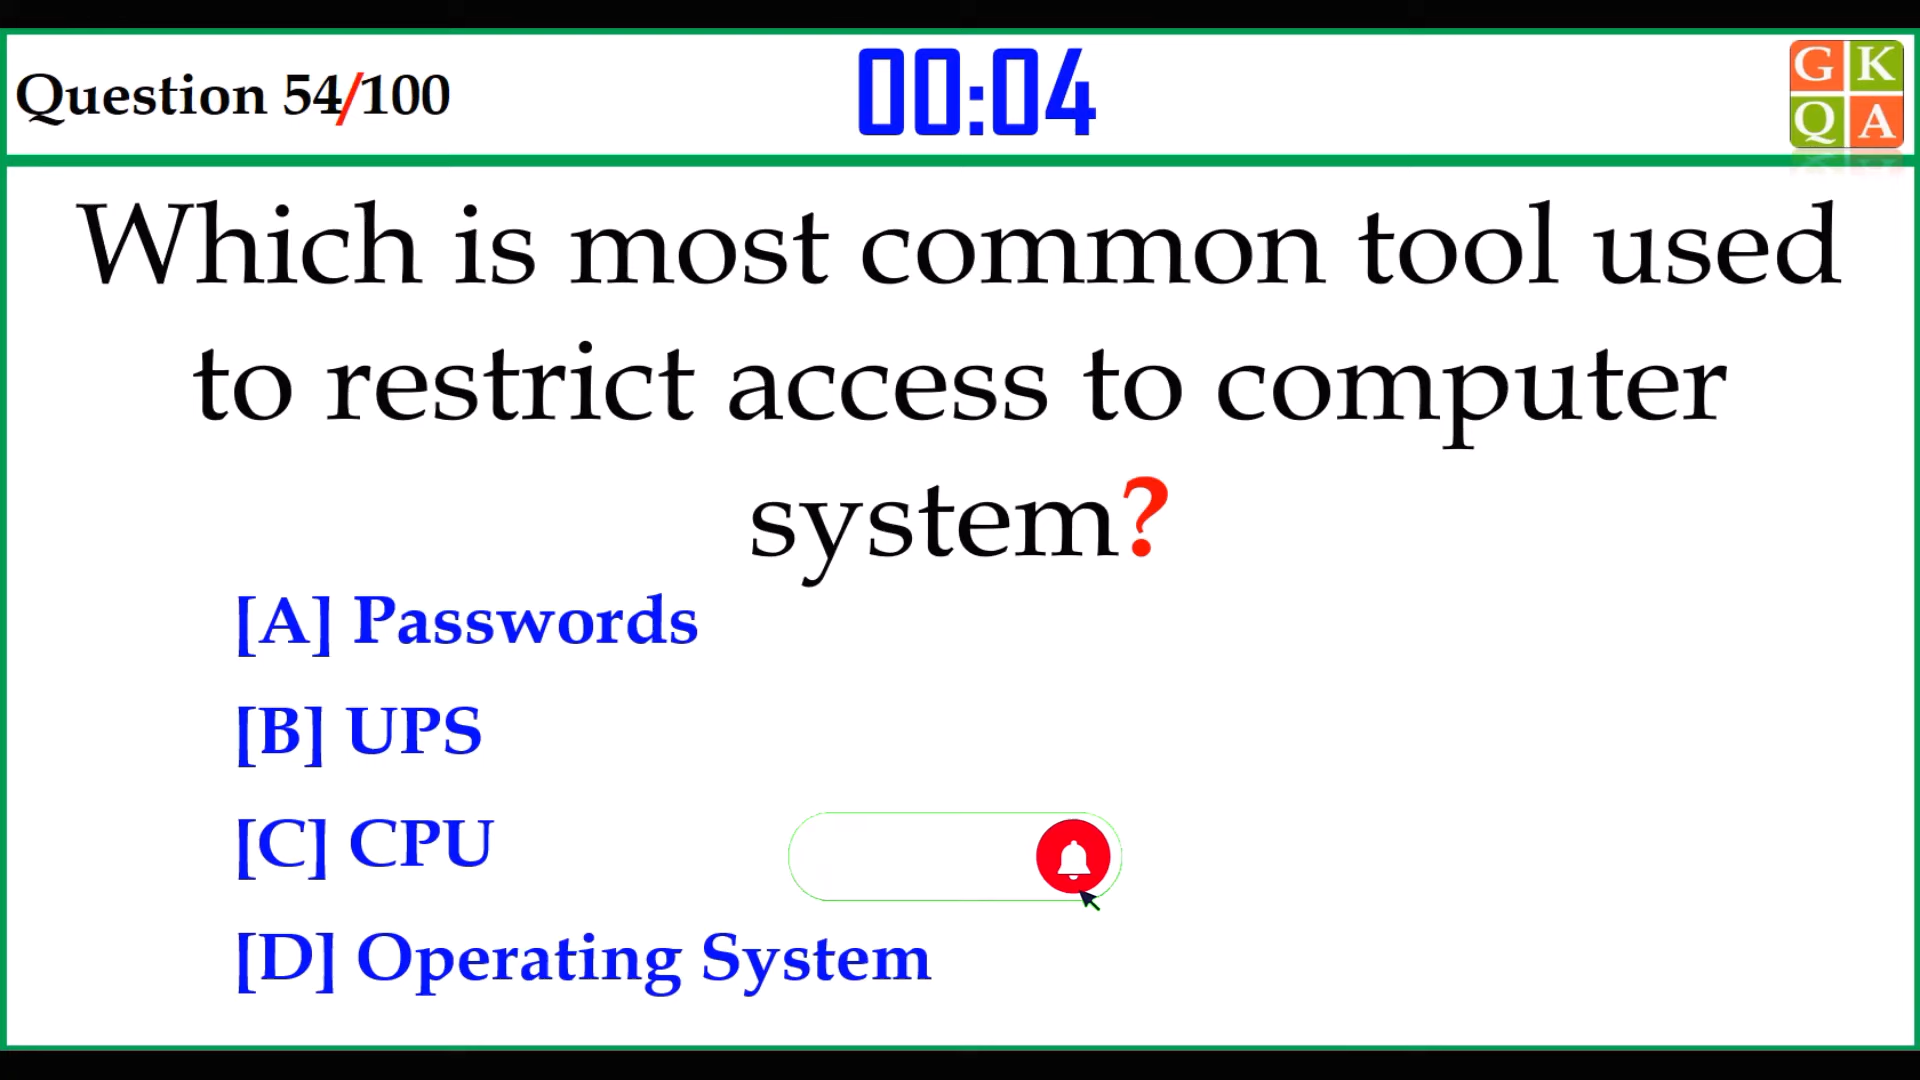 Question 54/100
00:04
G K
Q A
Which is most common tool used
to restrict access to computer
system?
[A] Passwords
[B] UPS
[C] CPU
[D] Operating System